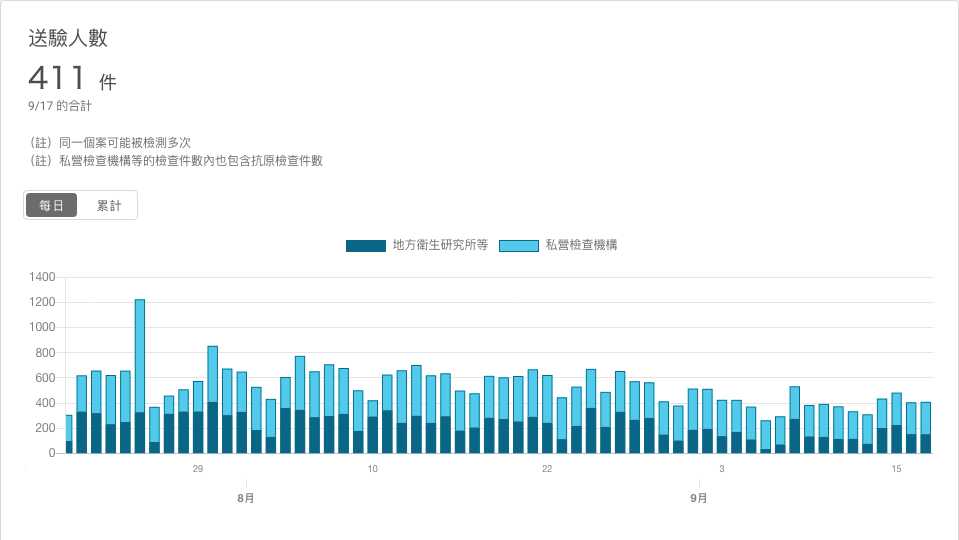 送驗人數
411 件
9/17 的合計
（註）同一個案可能被檢測多次
（註）私營檢查機構等的檢查件數內也包含抗原檢查件數
每日 累計
地方衛生研究所等 私營檢查機構
1400
1200
1000
800
600
400
200
0
29 10 22 3 15
8月 9月